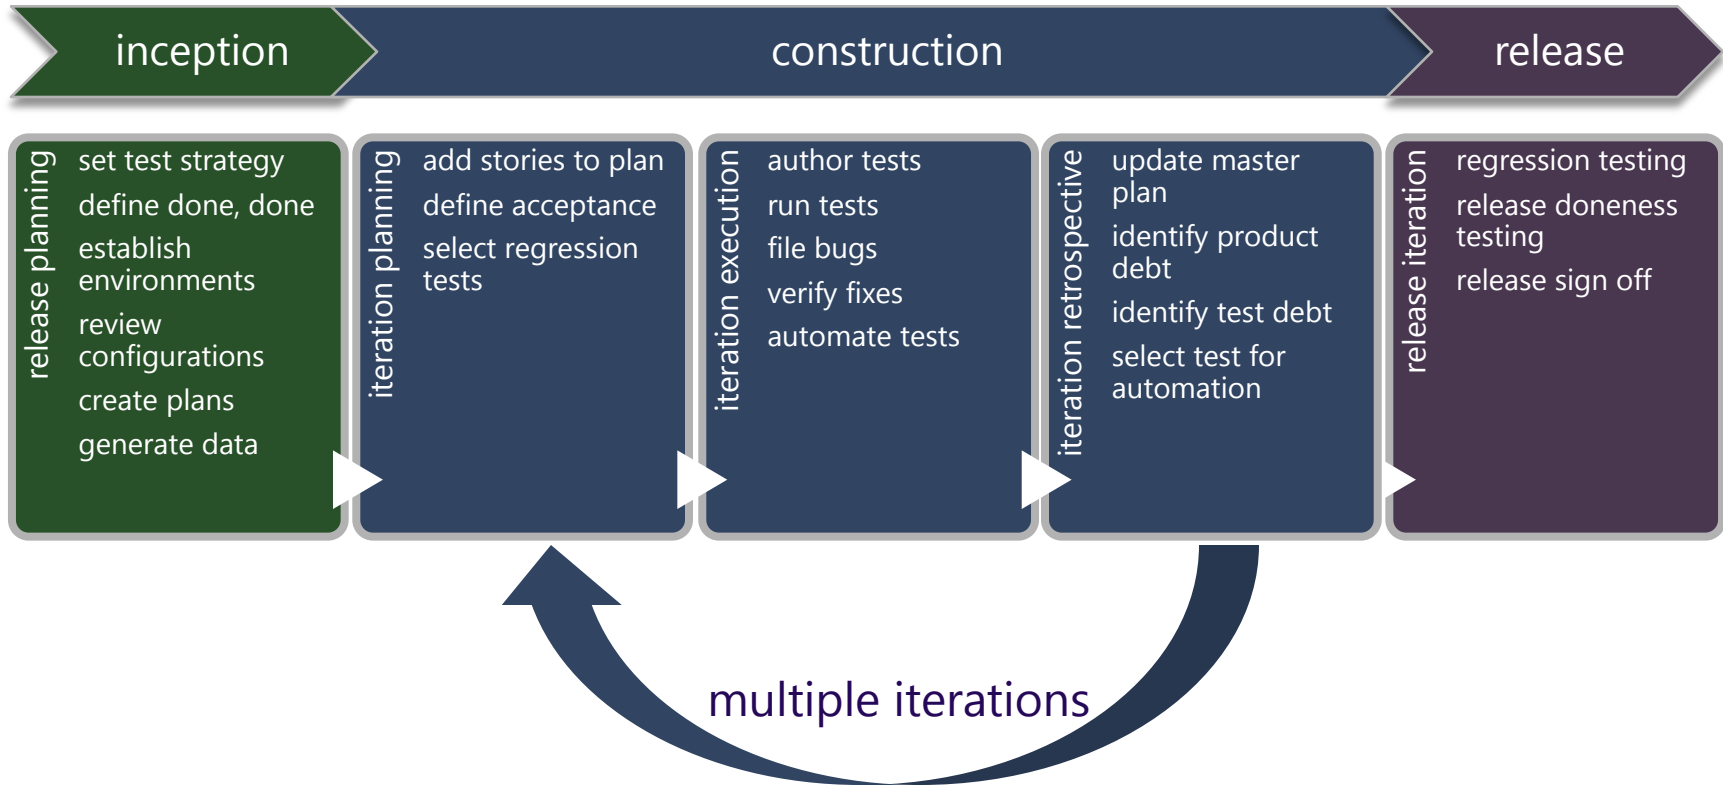 inception
construction
release
release planning
set test strategy
define done, done
establish
environments
review
configurations
create plans
generate data
iteration planning
add stories to plan
define acceptance
select regression
tests
iteration execution
author tests
run tests
file bugs
verify fixes
automate tests
iteration retrospective
update master
plan
identify product
debt
identify test debt
select test for
automation
release iteration
regression testing
release doneness
testing
release sign off
multiple iterations